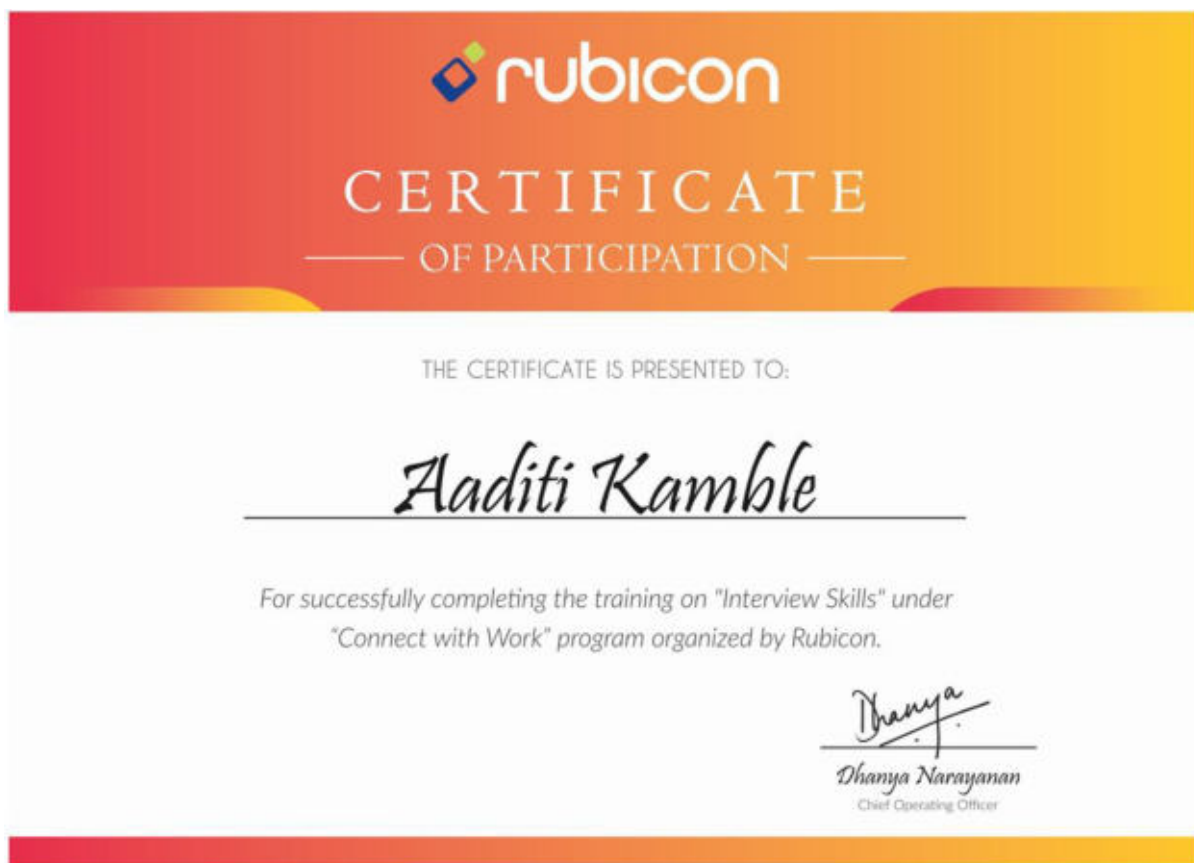 rubicon
CERTIFICATE
OF PARTICIPATION
THE CERTIFICATE IS PRESENTED TO:
Aaditi Kamble
For successfully completing the training on "Interview Skills" under
"Connect with Work" program organized by Rubicon.
Dhanya
Dhanya Narayanan
Chief Operating Officer